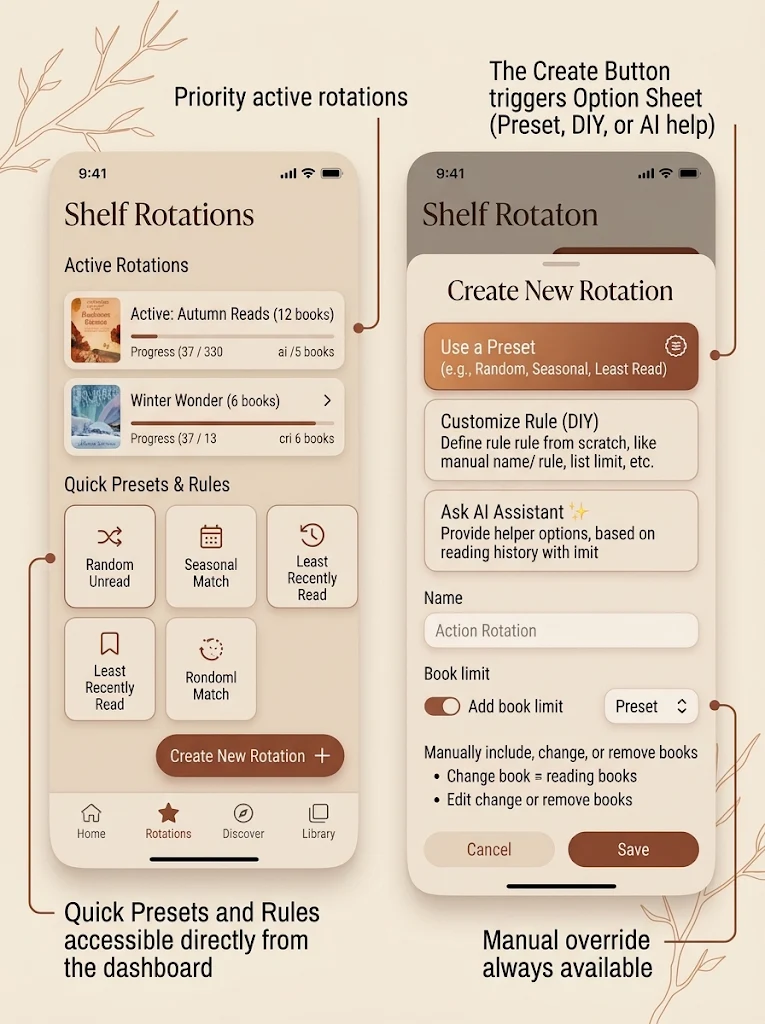 Priority active rotations
The Create Button
triggers Option Sheet
(Preset, DIY, or AI help)
9:41
Shelf Rotations
Active Rotations
Active: Autumn Reads (12 books)
Progress (37 / 330
ai /5 books
Winter Wonder (6 books)
Progress (37 / 13
cri 6 books
Quick Presets & Rules
Random
Unread
Seasonal
Match
Least
Recently
Read
Least
Recently
Read
Rondoml
Match
Create New Rotation
Home
Rotations
Discover
Library
9:41
Shelf Rotaton
Create New Rotation
Use a Preset
(e.g., Random, Seasonal, Least Read)
Customize Rule (DIY)
Define rule rule from scratch, like
manual name/ rule, list limit, etc.
Ask AI Assistant ✨
Provide helper options, based on
reading history with imit
Name
Action Rotation
Book limit
Add book limit
Preset
Manually include, change, or remove books
• Change book = reading books
• Edit change or remove books
Cancel
Save
Quick Presets and Rules
accessible directly from
the dashboard
Manual override
always available